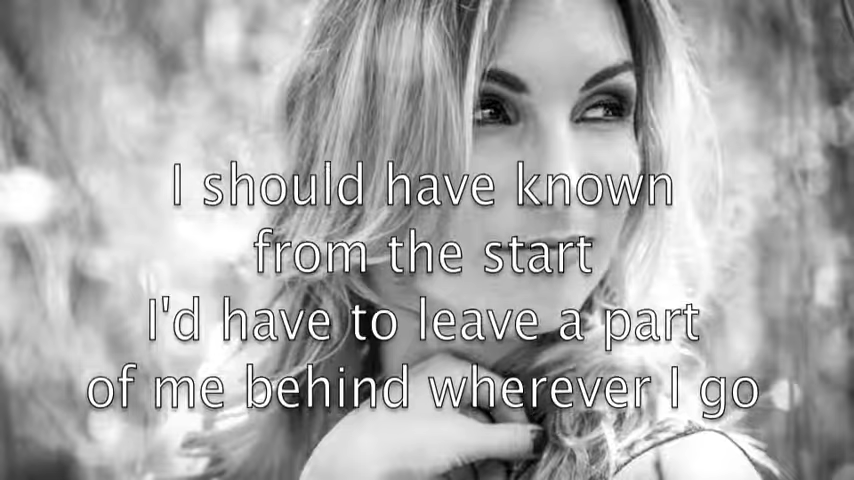 I should have known
from the start
I'd have to leave a part
of me behind wherever I go